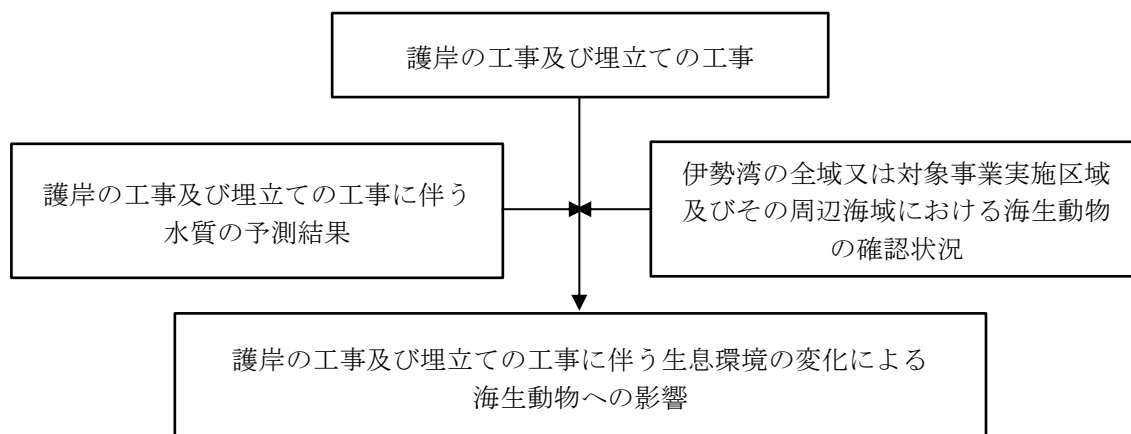 護岸の工事及び埋立ての工事
護岸の工事及び埋立ての工事に伴う
水質の予測結果
伊勢湾の全域又は対象事業実施区域
及びその周辺海域における海生動物
の確認状況
護岸の工事及び埋立ての工事に伴う生息環境の変化による
海生動物への影響